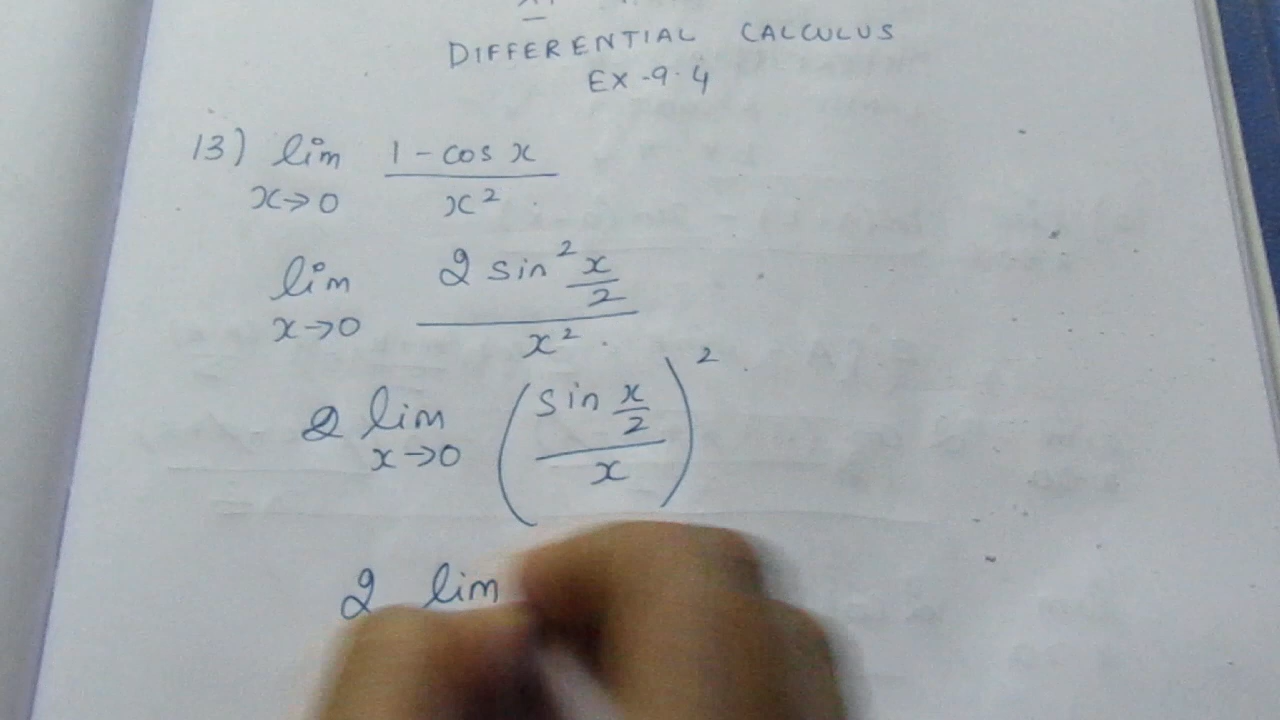 DIFFERENTIAL CALCULUS
EX-9.4
13) lim x→0 (1 - cos x)/x²
lim x→0 (2 sin² x/2)/x²
2 lim x→0 (sin x/2 / x)²
2 lim